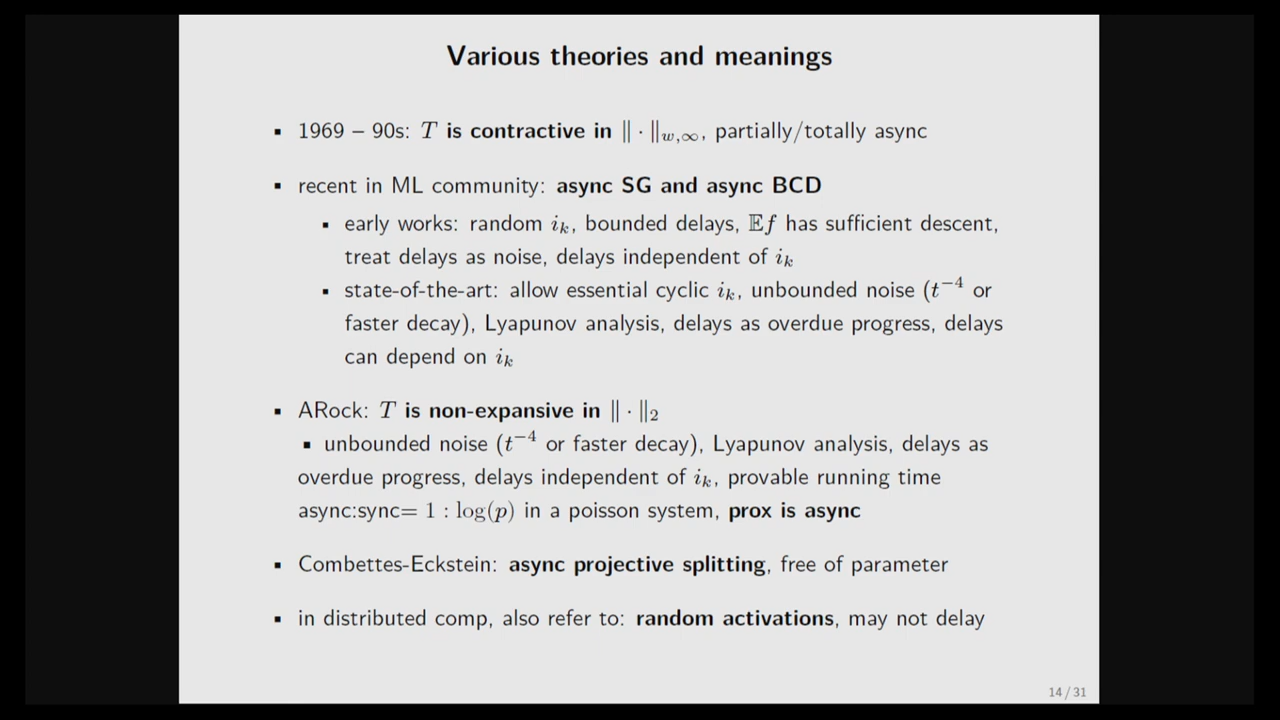 Various theories and meanings
▪ 1969 – 90s: T is contractive in ‖ · ‖w,∞, partially/totally async
▪ recent in ML community: async SG and async BCD
▪ early works: random iₖ, bounded delays, 𝔼f has sufficient descent,
treat delays as noise, delays independent of iₖ
▪ state-of-the-art: allow essential cyclic iₖ, unbounded noise (t⁻⁴ or
faster decay), Lyapunov analysis, delays as overdue progress, delays
can depend on iₖ
▪ ARock: T is non-expansive in ‖ · ‖₂
▪ unbounded noise (t⁻⁴ or faster decay), Lyapunov analysis, delays as
overdue progress, delays independent of iₖ, provable running time
async:sync= 1 : log(p) in a poisson system, prox is async
▪ Combettes-Eckstein: async projective splitting, free of parameter
▪ in distributed comp, also refer to: random activations, may not delay
14 / 31